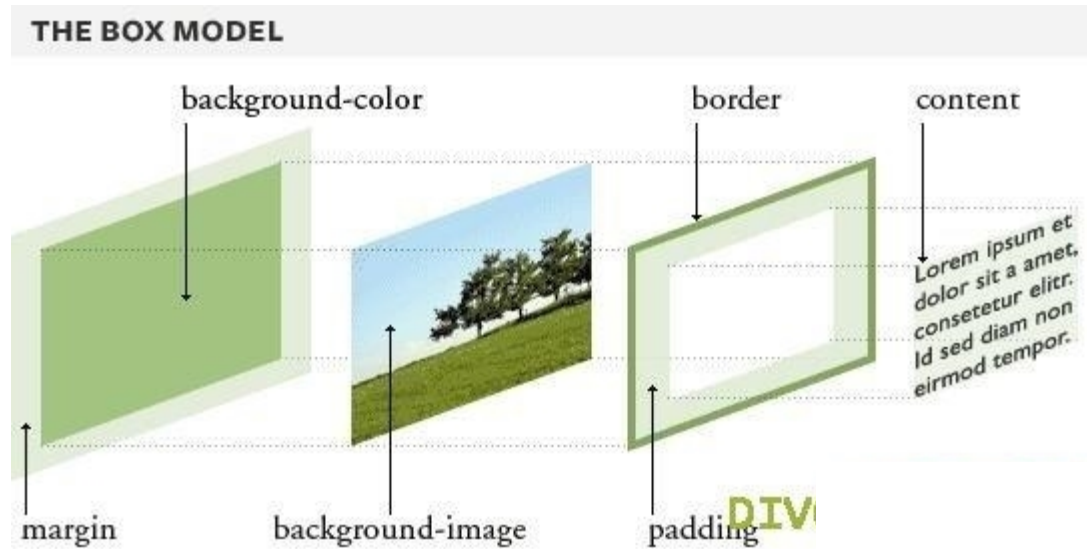 THE BOX MODEL
background-color
border
content
Lorem ipsum et
dolor sit a amet,
consetetur elitr.
Id sed diam non
eirmod tempor.
margin
background-image
padding